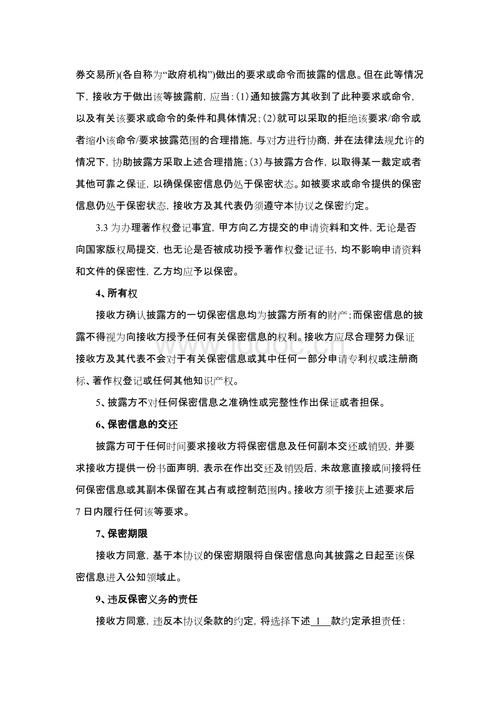 券交易所)(各自称为“政府机构”)做出的要求或命令而披露的信息。但在此等情况
下，接收方于做出该等披露前，应当：(1)通知披露方其收到了此种要求或命令，
以及有关该要求或命令的条件和具体情况；(2)就可以采取的拒绝该要求/命令或
者缩小该命令/要求披露范围的合理措施，与对方进行协商，并在法律法规允许的
情况下，协助披露方采取上述合理措施；(3)与披露方合作，以取得某一裁定或者
其他可靠之保证，以确保保密信息仍处于保密状态。如被要求或命令提供的保密
信息仍处于保密状态，接收方及其代表仍须遵守本协议之保密约定。
3.3 为办理著作权登记事宜，甲方向乙方提交的申请资料和文件，无论是否
向国家版权局提交，也无论是否被成功授予著作权登记证书，均不影响申请资料
和文件的保密性，乙方均应予以保密。
4、所有权
接收方确认披露方的一切保密信息均为披露方所有的财产；而保密信息的披
露不得视为向接收方授予任何有关保密信息的权利。接收方应尽合理努力保证
接收方及其代表不会对于有关保密信息或其中任何一部分申请专利权或注册商
标、著作权登记或任何其他知识产权。
5、披露方不对任何保密信息之准确性或完整性作出保证或者担保。
6、保密信息的交还
披露方可于任何时间要求接收方将保密信息及任何副本交还或销毁，并要
求接收方提供一份书面声明，表示在作出交还及销毁后，未故意直接或间接将任
何保密信息或其副本保留在其占有或控制范围内。接收方须于接获上述要求后
7 日内履行任何该等要求。
7、保密期限
接收方同意，基于本协议的保密期限将自保密信息向其披露之日起至该保
密信息进入公知领域止。
9、违反保密义务的责任
接收方同意，违反本协议条款的约定，将选择下述 1 款约定承担责任：